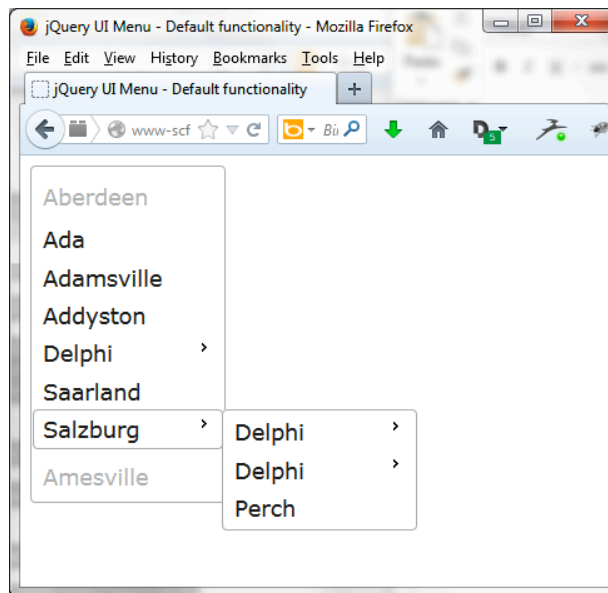 jQuery UI Menu - Default functionality - Mozilla Firefox
File Edit View History Bookmarks Tools Help
jQuery UI Menu - Default functionality +
www-scf
D 5
Aberdeen
Ada
Adamsville
Addyston
Delphi
Saarland
Salzburg
Delphi
Delphi
Perch
Amesville